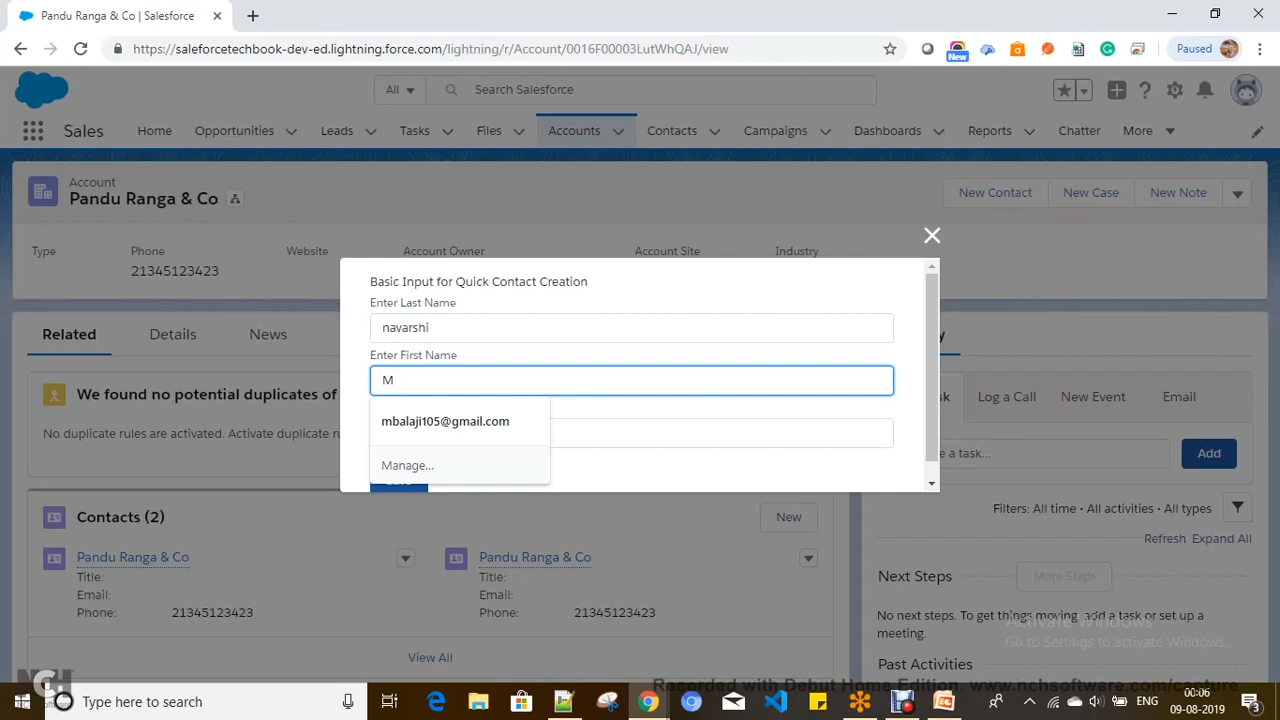 Pandu Ranga & Co | Salesforce
https://saleforcetechbook-dev-ed.lightning.force.com/lightning/r/Account/0016F00003LutWhQAJ/view
New
Paused
All
Search Salesforce
Sales
Home
Opportunities
Leads
Tasks
Files
Accounts
Contacts
Campaigns
Dashboards
Reports
Chatter
More
Account
Pandu Ranga & Co
New Contact
New Case
New Note
Type
Phone
Website
Account Owner
Account Site
Industry
21345123423
Basic Input for Quick Contact Creation
Enter Last Name
navarshi
Enter First Name
M
mbalaji105@gmail.com
Manage...
Related
Details
News
We found no potential duplicates of
No duplicate rules are activated. Activate duplicate ru
Contacts (2)
New
Pandu Ranga & Co
Title:
Email:
Phone:
21345123423
Pandu Ranga & Co
Title:
Email:
Phone:
21345123423
View All
Log a Call
New Event
Email
e a task...
Add
Filters: All time • All activities • All types
Refresh
Expand All
Next Steps
More Steps
No next steps. To get things moving, add a task or set up a
meeting.
Past Activities
Activate Windows
Go to Settings to activate Windows.
NCH
Recorded with Debut Home Edition. www.nchsoftware.com/capture
Type here to search
00:06
09-08-2019
3